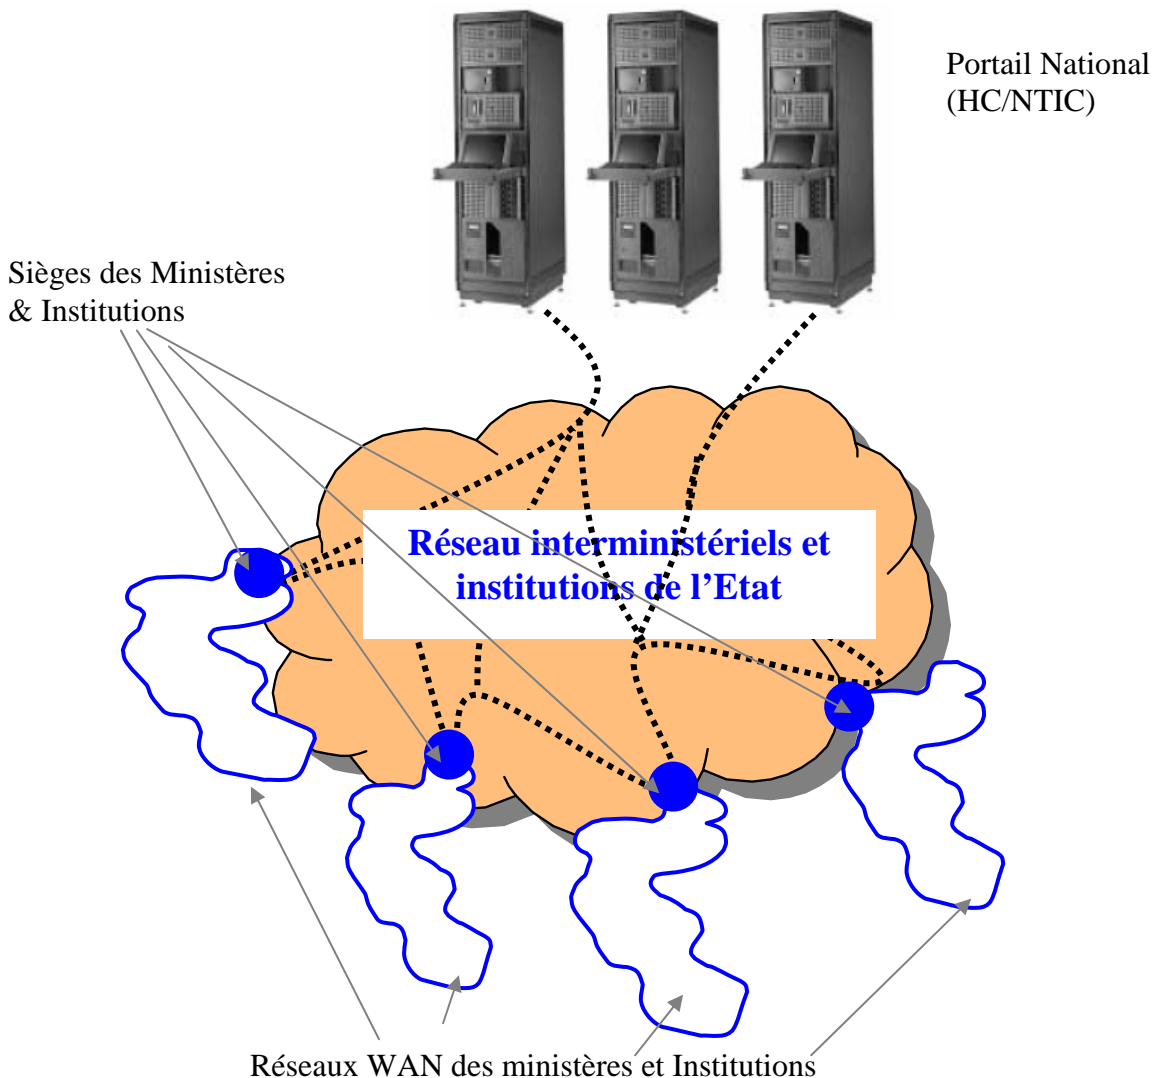 Portail National
(HC/NTIC)
Sièges des Ministères
& Institutions
Réseau interministériels et
institutions de l’Etat
Réseaux WAN des ministères et Institutions